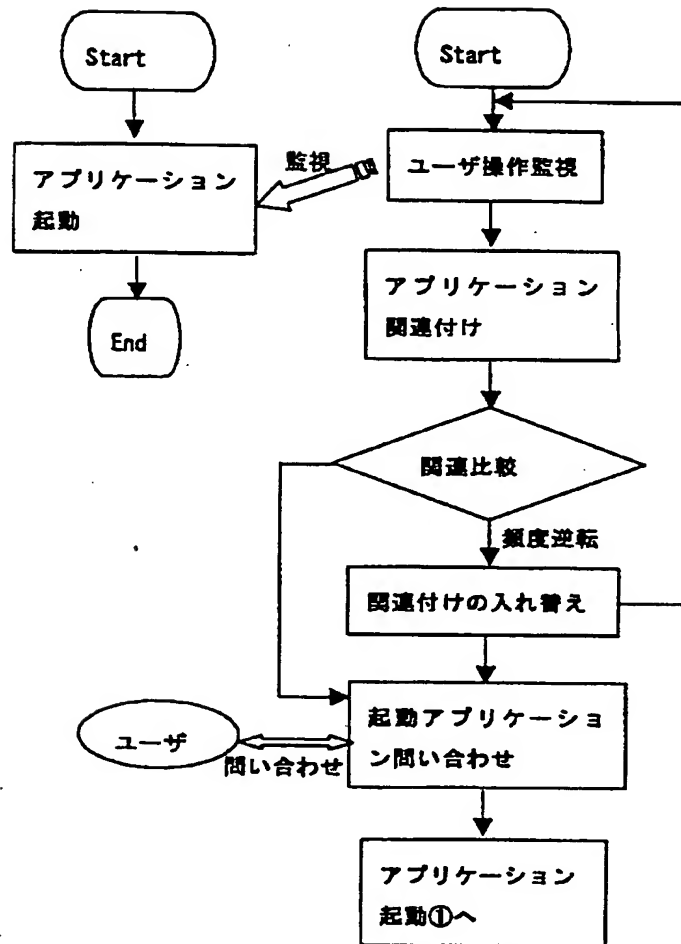 Start
アプリケーション
起動
End
監視
Start
ユーザ操作監視
アプリケーション
関連付け
関連比較
頻度逆転
関連付けの入れ替え
起動アプリケーショ
ン問い合わせ
ユーザ
問い合わせ
アプリケーション
起動①へ